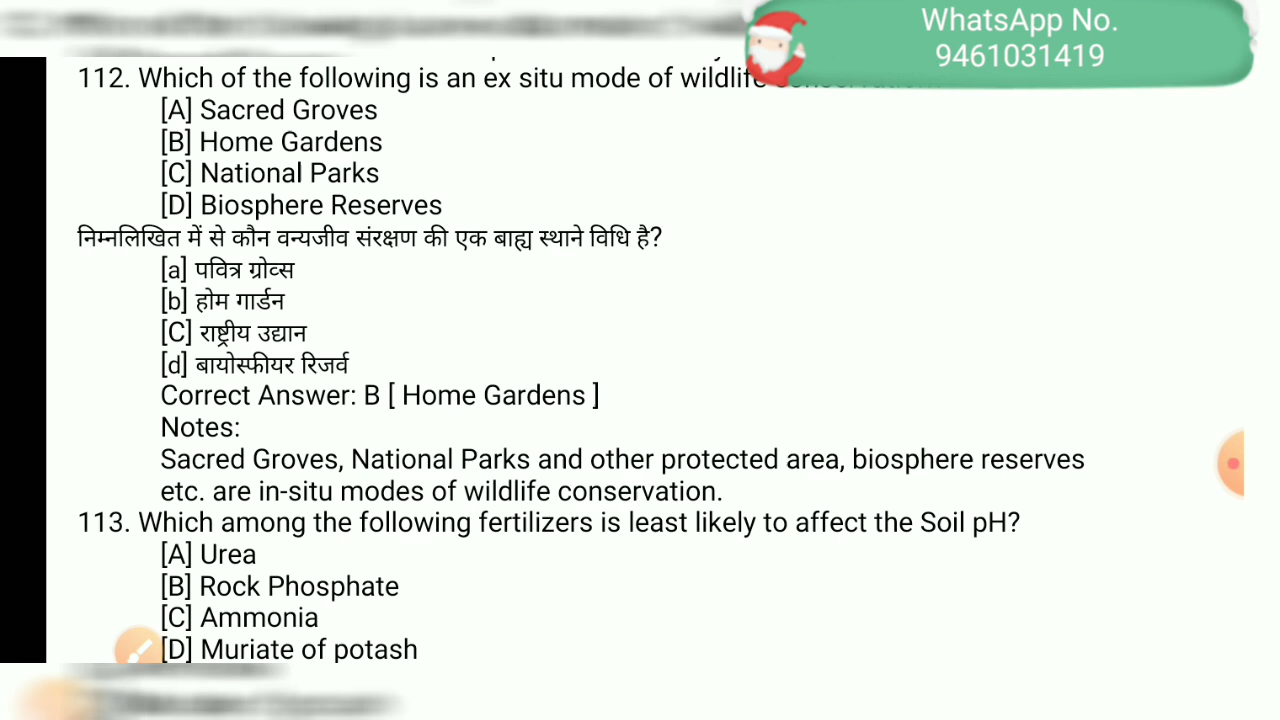 WhatsApp No.
9461031419
112. Which of the following is an ex situ mode of wildlife
[A] Sacred Groves
[B] Home Gardens
[C] National Parks
[D] Biosphere Reserves
निम्नलिखित में से कौन वन्यजीव संरक्षण की एक बाह्य स्थाने विधि है?
[a] पवित्र ग्रोव्स
[b] होम गार्डन
[C] राष्ट्रीय उद्यान
[d] बायोस्फीयर रिजर्व
Correct Answer: B [ Home Gardens ]
Notes:
Sacred Groves, National Parks and other protected area, biosphere reserves
etc. are in-situ modes of wildlife conservation.
113. Which among the following fertilizers is least likely to affect the Soil pH?
[A] Urea
[B] Rock Phosphate
[C] Ammonia
[D] Muriate of potash